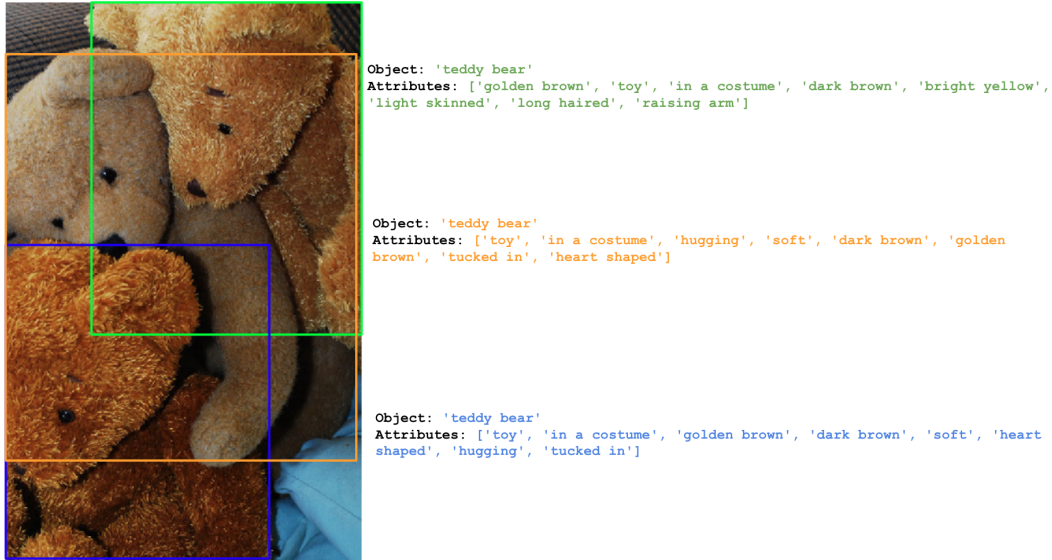 Object: 'teddy bear'
Attributes: ['golden brown', 'toy', 'in a costume', 'dark brown', 'bright yellow',
'light skinned', 'long haired', 'raising arm']
Object: 'teddy bear'
Attributes: ['toy', 'in a costume', 'hugging', 'soft', 'dark brown', 'golden
brown', 'tucked in', 'heart shaped']
Object: 'teddy bear'
Attributes: ['toy', 'in a costume', 'golden brown', 'dark brown', 'soft', 'heart
shaped', 'hugging', 'tucked in']